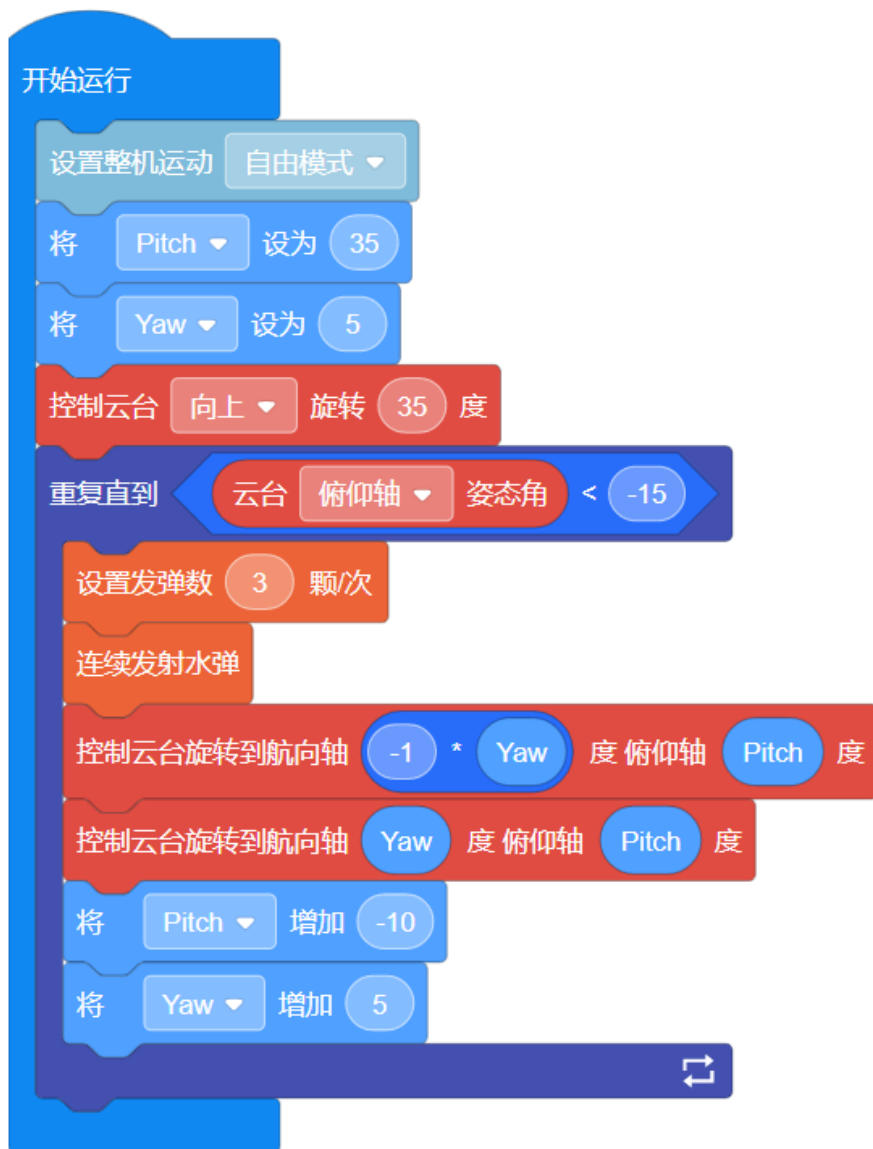 开始运行
设置整机运动 自由模式
将 Pitch 设为 35
将 Yaw 设为 5
控制云台 向上 旋转 35 度
重复直到 云台 俯仰轴 姿态角 < -15
设置发弹数 3 颗/次
连续发射水弹
控制云台旋转到航向轴 -1 * Yaw 度 俯仰轴 Pitch 度
控制云台旋转到航向轴 Yaw 度 俯仰轴 Pitch 度
将 Pitch 增加 -10
将 Yaw 增加 5